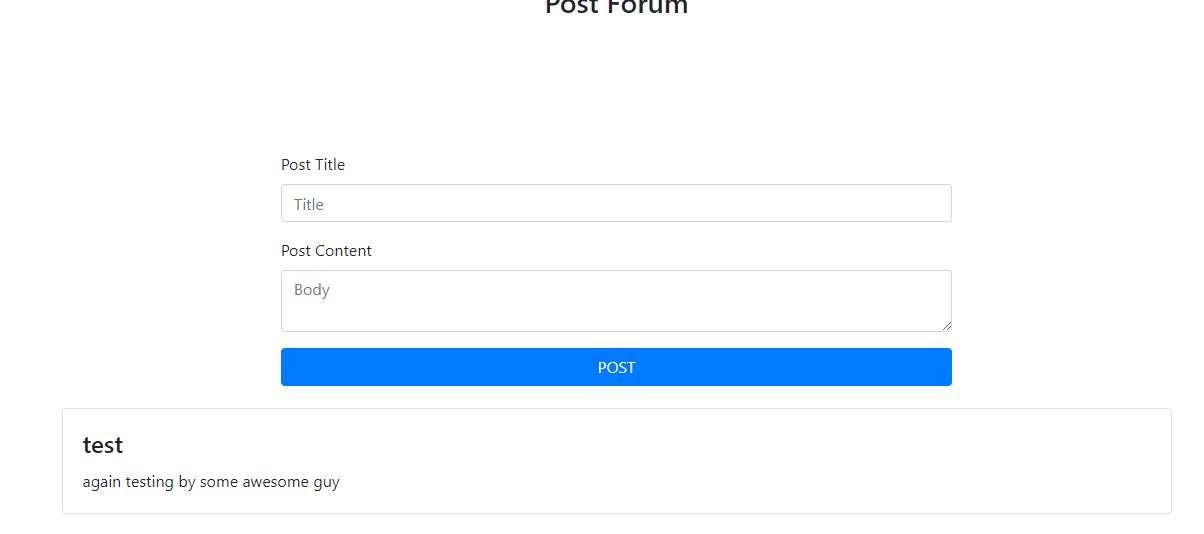 Post Forum
Post Title
Title
Post Content
Body
POST
test
again testing by some awesome guy